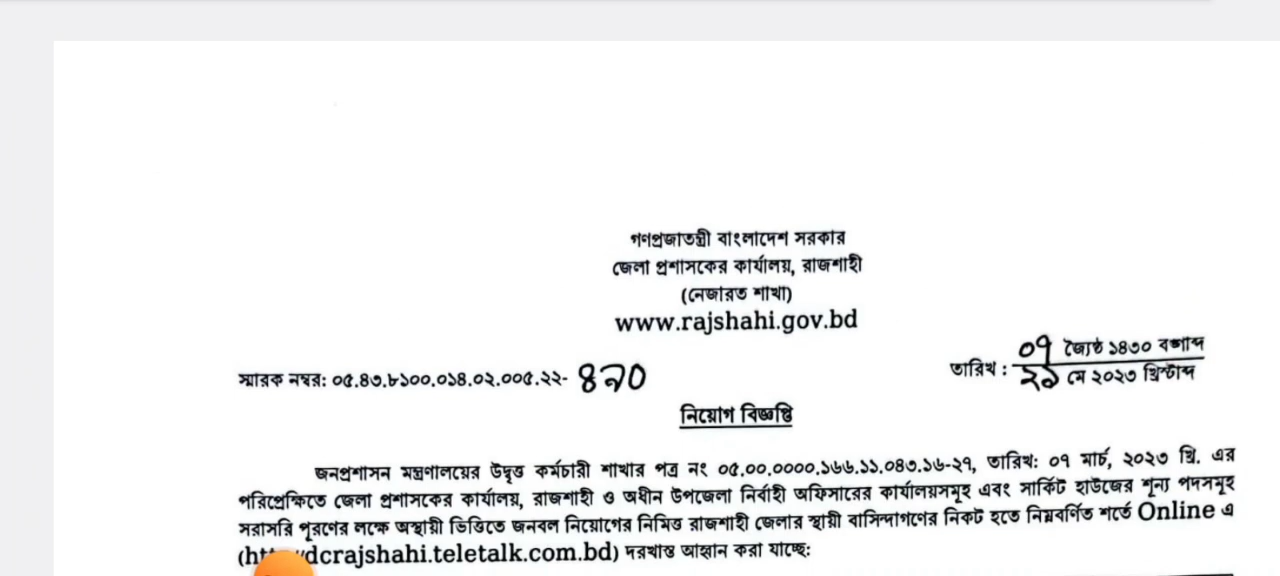 গণপ্রজাতন্ত্রী বাংলাদেশ সরকার
জেলা প্রশাসকের কার্যালয়, রাজশাহী
(নেজারত শাখা)
www.rajshahi.gov.bd
স্মারক নম্বর: ০৫.৪৩.৮১০০.০১৪.০২.০০৫.২২- ৪৯০
তারিখ : ০৭ জ্যৈষ্ঠ ১৪৩০ বঙ্গাব্দ
২১ মে ২০২৩ খ্রিস্টাব্দ
নিয়োগ বিজ্ঞপ্তি
জনপ্রশাসন মন্ত্রণালয়ের উদ্বৃত্ত কর্মচারী শাখার পত্র নং ০৫.০০.০০০০.১৬৬.১১.০৪৩.১৬-২৭, তারিখ: ০৭ মার্চ, ২০২৩ খ্রি. এর
পরিপ্রেক্ষিতে জেলা প্রশাসকের কার্যালয়, রাজশাহী ও অধীন উপজেলা নির্বাহী অফিসারের কার্যালয়সমূহ এবং সার্কিট হাউজের শূন্য পদসমূহ
সরাসরি পূরণের লক্ষে অস্থায়ী ভিত্তিতে জনবল নিয়োগের নিমিত্ত রাজশাহী জেলার স্থায়ী বাসিন্দাগণের নিকট হতে নিম্নবর্ণিত শর্তে Online এ
dcrajshahi.teletalk.com.bd) দরখাস্ত আহ্বান করা যাচ্ছে: